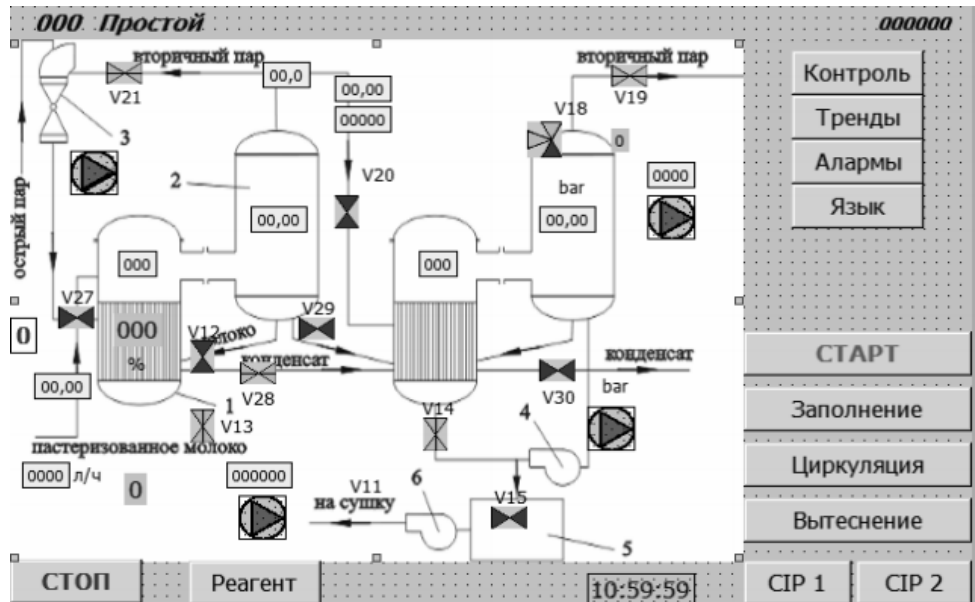 000 Простой
000000
вторичный пар
вторичный пар
00,0
00,00
00000
V21
V18
V19
3
0
Контроль
Тренды
Алармы
Язык
2
V20
bar
0000
00,00
00,00
острый пар
000
000
V27
V29
0
000
V12
молоко
%
конденсат
конденсат
СТАРТ
00,00
V28
V30
bar
1
V13
V14
4
Заполнение
пастеризованное молоко
0000 л/ч
0
000000
V11
6
на сушку
V15
5
Циркуляция
Вытеснение
СТОП
Реагент
10:59:59
CIP 1
CIP 2